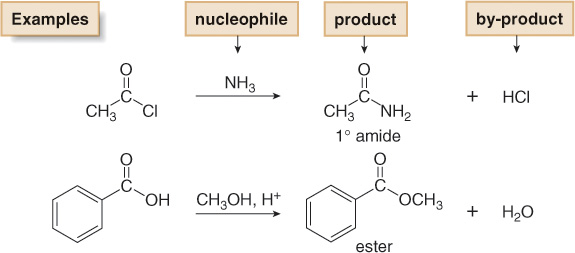 Examples nucleophile product by-product
O O
C NH₃ C + HCl
CH₃ Cl CH₃ NH₂
1° amide
O O
C OH CH₃OH, H⁺ C OCH₃ + H₂O
ester